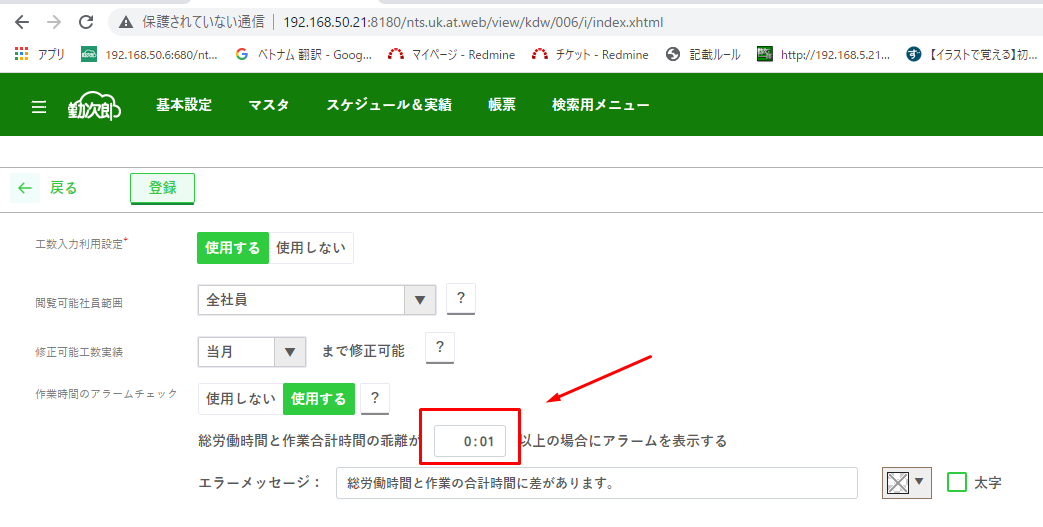 保護されていない通信 192.168.50.21:8180/nts.uk.at.web/view/kdw/006/i/index.xhtml
アプリ 192.168.50.6:680/nt... ベトナム 翻訳 - Goog... マイページ - Redmine チケット - Redmine 記載ルール http://192.168.5.21... 【イラストで覚える】初...
勤次郎 基本設定 マスタ スケジュール＆実績 帳票 検索用メニュー
戻る 登録
工数入力利用設定* 使用する 使用しない
閲覧可能社員範囲 全社員 ▼ ?
修正可能工数実績 当月 ▼ まで修正可能 ?
作業時間のアラームチェック 使用しない 使用する ?
総労働時間と作業合計時間の乖離が 0:01 以上の場合にアラームを表示する
エラーメッセージ： 総労働時間と作業の合計時間に差があります。 ▼ 太字